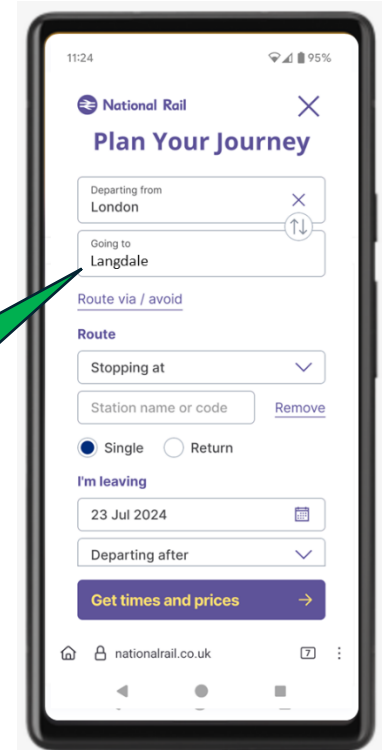 11:24 95%
National Rail
Plan Your Journey
Departing from
London
Going to
Langdale
Route via / avoid
Route
Stopping at
Station name or code Remove
Single Return
I'm leaving
23 Jul 2024
Departing after
Get times and prices
nationalrail.co.uk 7